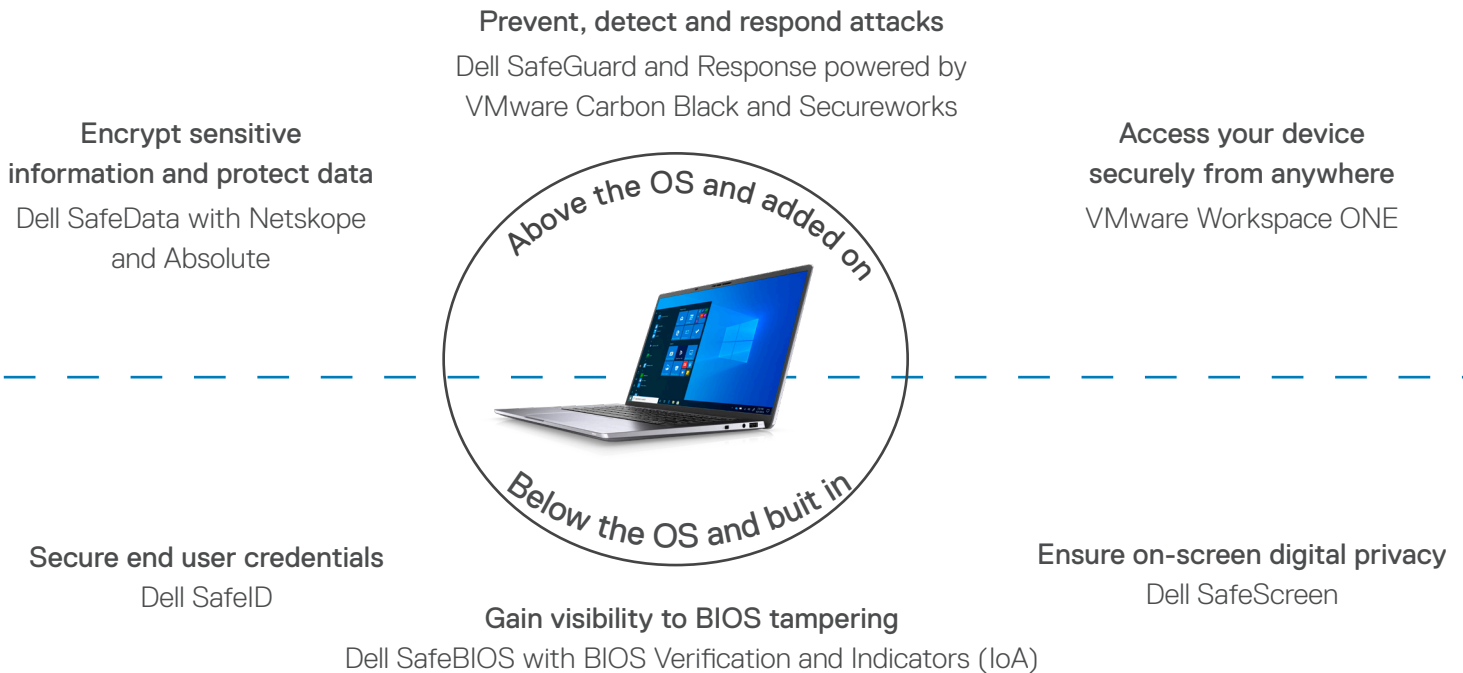 Prevent, detect and respond attacks
Dell SafeGuard and Response powered by
VMware Carbon Black and Secureworks
Encrypt sensitive
information and protect data
Dell SafeData with Netskope
and Absolute
Access your device
securely from anywhere
VMware Workspace ONE
Above the OS and added on
Below the OS and buit in
Secure end user credentials
Dell SafeID
Ensure on-screen digital privacy
Dell SafeScreen
Gain visibility to BIOS tampering
Dell SafeBIOS with BIOS Verification and Indicators (IoA)